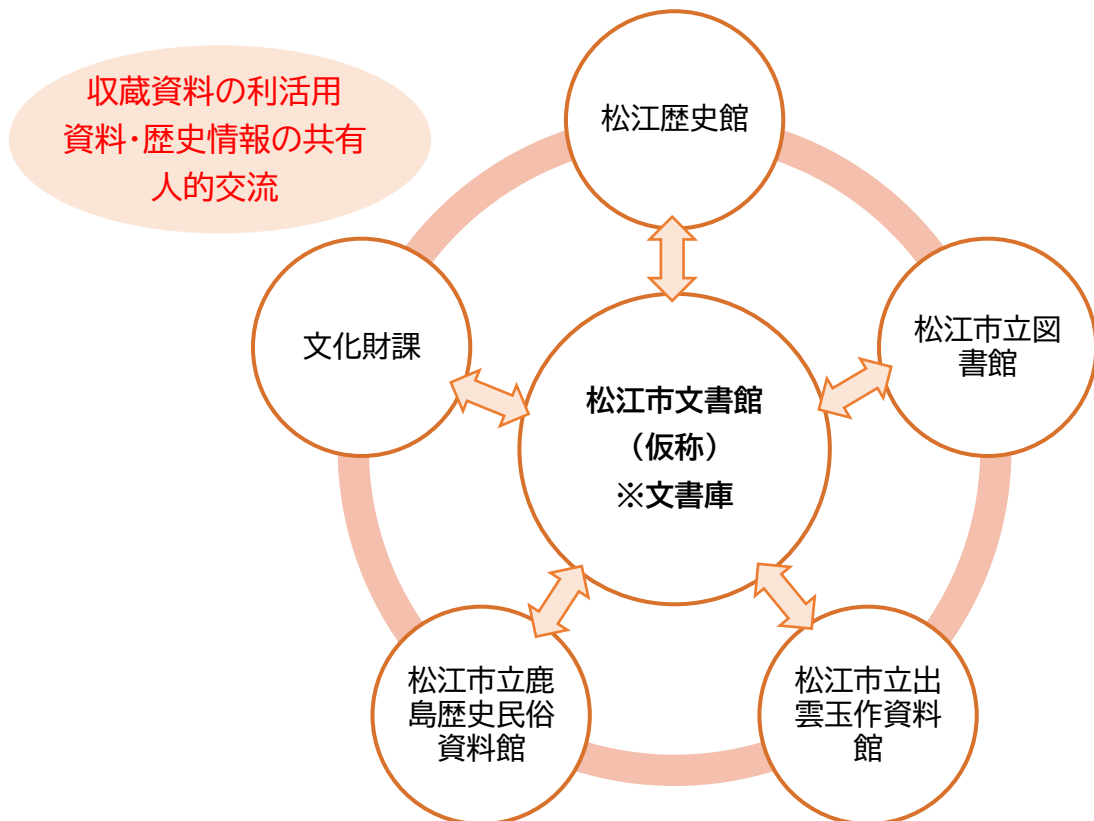 収蔵資料の利活用
資料・歴史情報の共有
人的交流
松江歴史館
文化財課
松江市立図
書館
松江市文書館
（仮称）
※文書庫
松江市立鹿
島歴史民俗
資料館
松江市立出
雲玉作資料
館